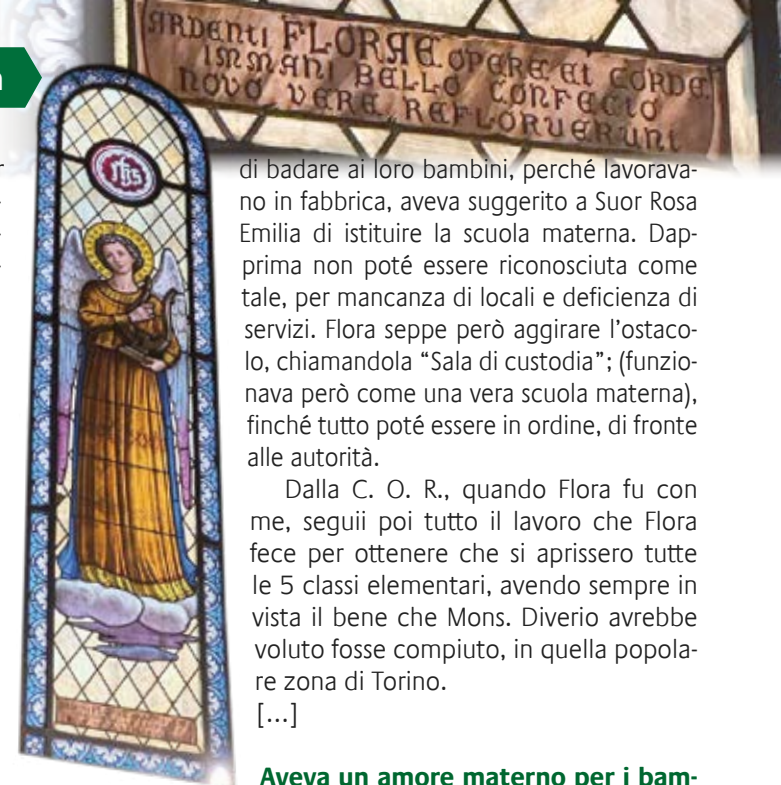 ARDENTI FLORAE OPERE ET CORDE
IMMANI BELLO CONFECTO
NOVO VERE REFLORUERUNT
di badare ai loro bambini, perché lavorava-
no in fabbrica, aveva suggerito a Suor Rosa
Emilia di istituire la scuola materna. Dap-
prima non poté essere riconosciuta come
tale, per mancanza di locali e deficienza di
servizi. Flora seppe però aggirare l'ostaco-
lo, chiamandola “Sala di custodia”; (funzio-
nava però come una vera scuola materna),
finché tutto poté essere in ordine, di fronte
alle autorità.
Dalla C. O. R., quando Flora fu con
me, seguii poi tutto il lavoro che Flora
fece per ottenere che si aprissero tutte
le 5 classi elementari, avendo sempre in
vista il bene che Mons. Diverio avrebbe
voluto fosse compiuto, in quella popola-
re zona di Torino.
[...]
Aveva un amore materno per i bam-